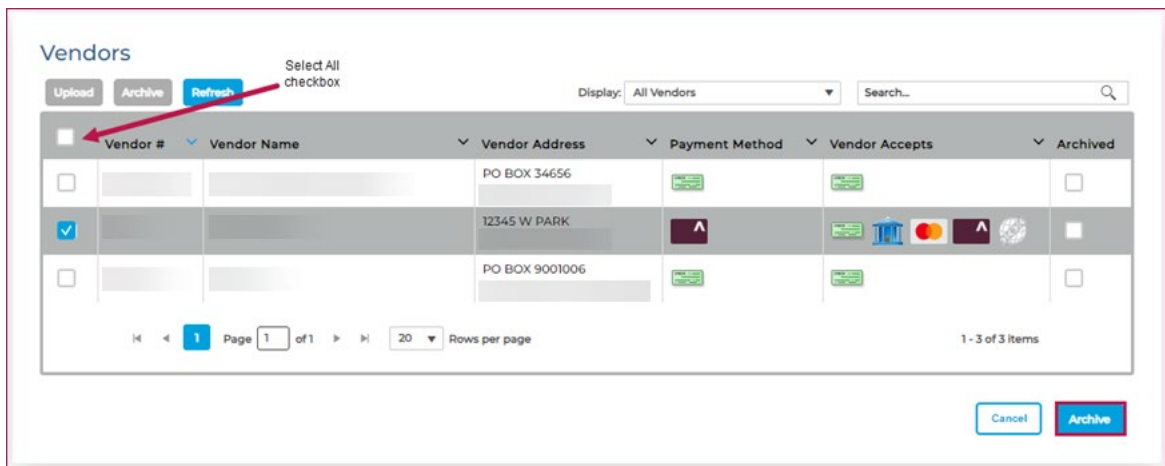 Vendors
Select All
checkbox
Upload Archive Refresh Display: All Vendors Search...
Vendor # Vendor Name Vendor Address Payment Method Vendor Accepts Archived
PO BOX 34656
12345 W PARK
PO BOX 9001006
1 Page 1 of 1 20 Rows per page 1 - 3 of 3 items
Cancel Archive